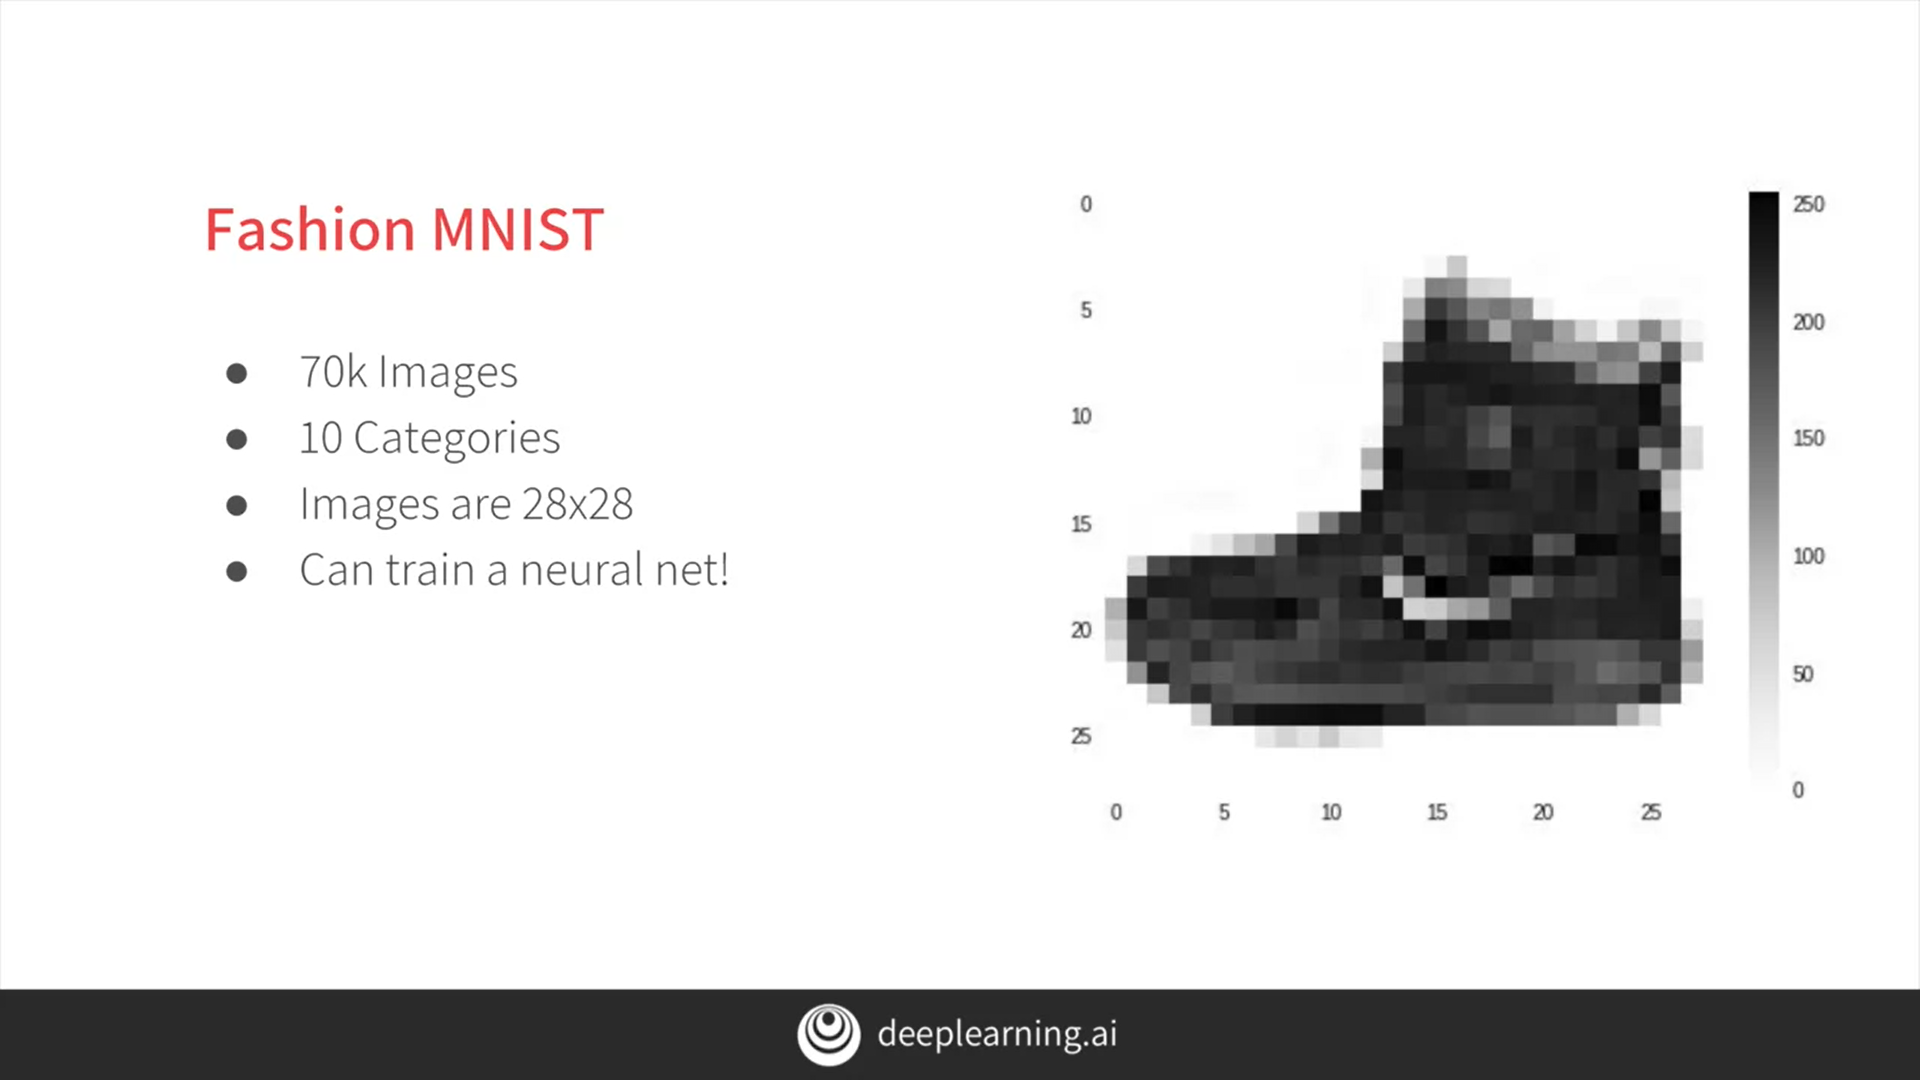 Fashion MNIST
● 70k Images
● 10 Categories
● Images are 28x28
● Can train a neural net!
0
5
10
15
20
25
0 5 10 15 20 25
250
200
150
100
50
0
deeplearning.ai